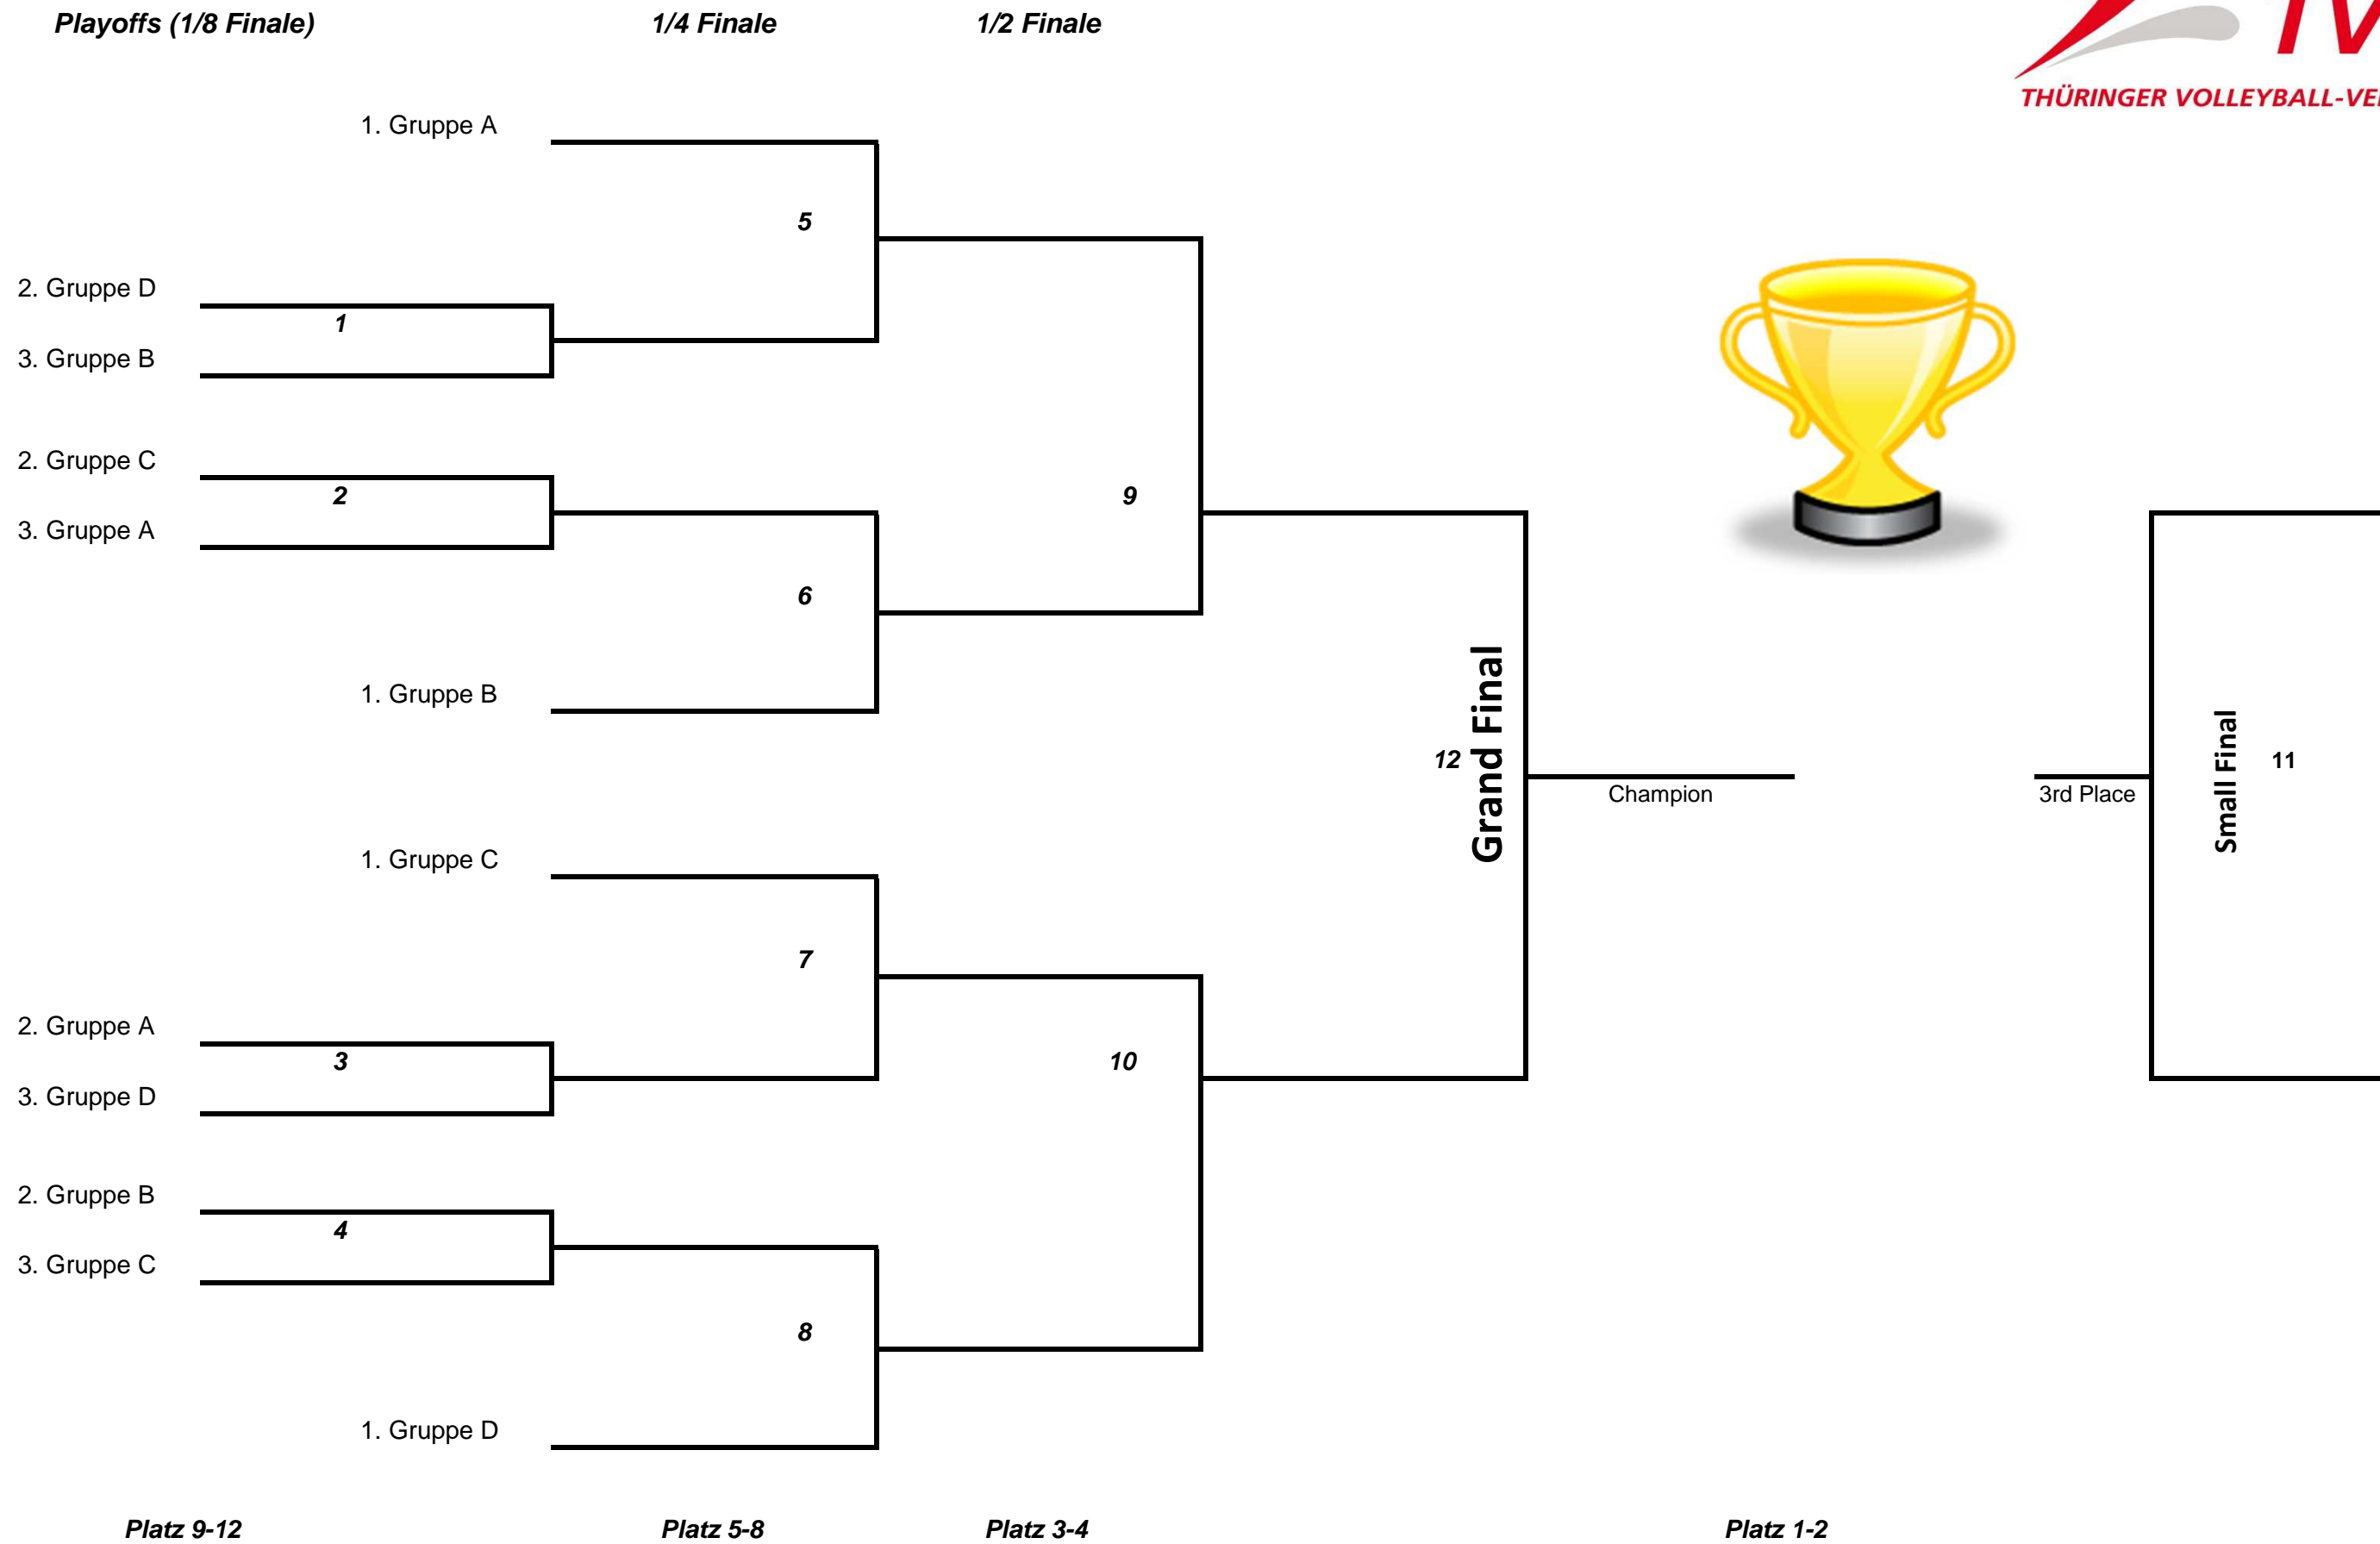 Playoffs (1/8 Finale) 1/4 Finale 1/2 Finale
TV
THÜRINGER VOLLEYBALL-VE
1. Gruppe A
5
2. Gruppe D
1
3. Gruppe B
2. Gruppe C
2
9
3. Gruppe A
6
1. Gruppe B
Grand Final
12
Small Final
11
Champion
3rd Place
1. Gruppe C
7
2. Gruppe A
3
10
3. Gruppe D
2. Gruppe B
4
3. Gruppe C
8
1. Gruppe D
Platz 9-12 Platz 5-8 Platz 3-4 Platz 1-2